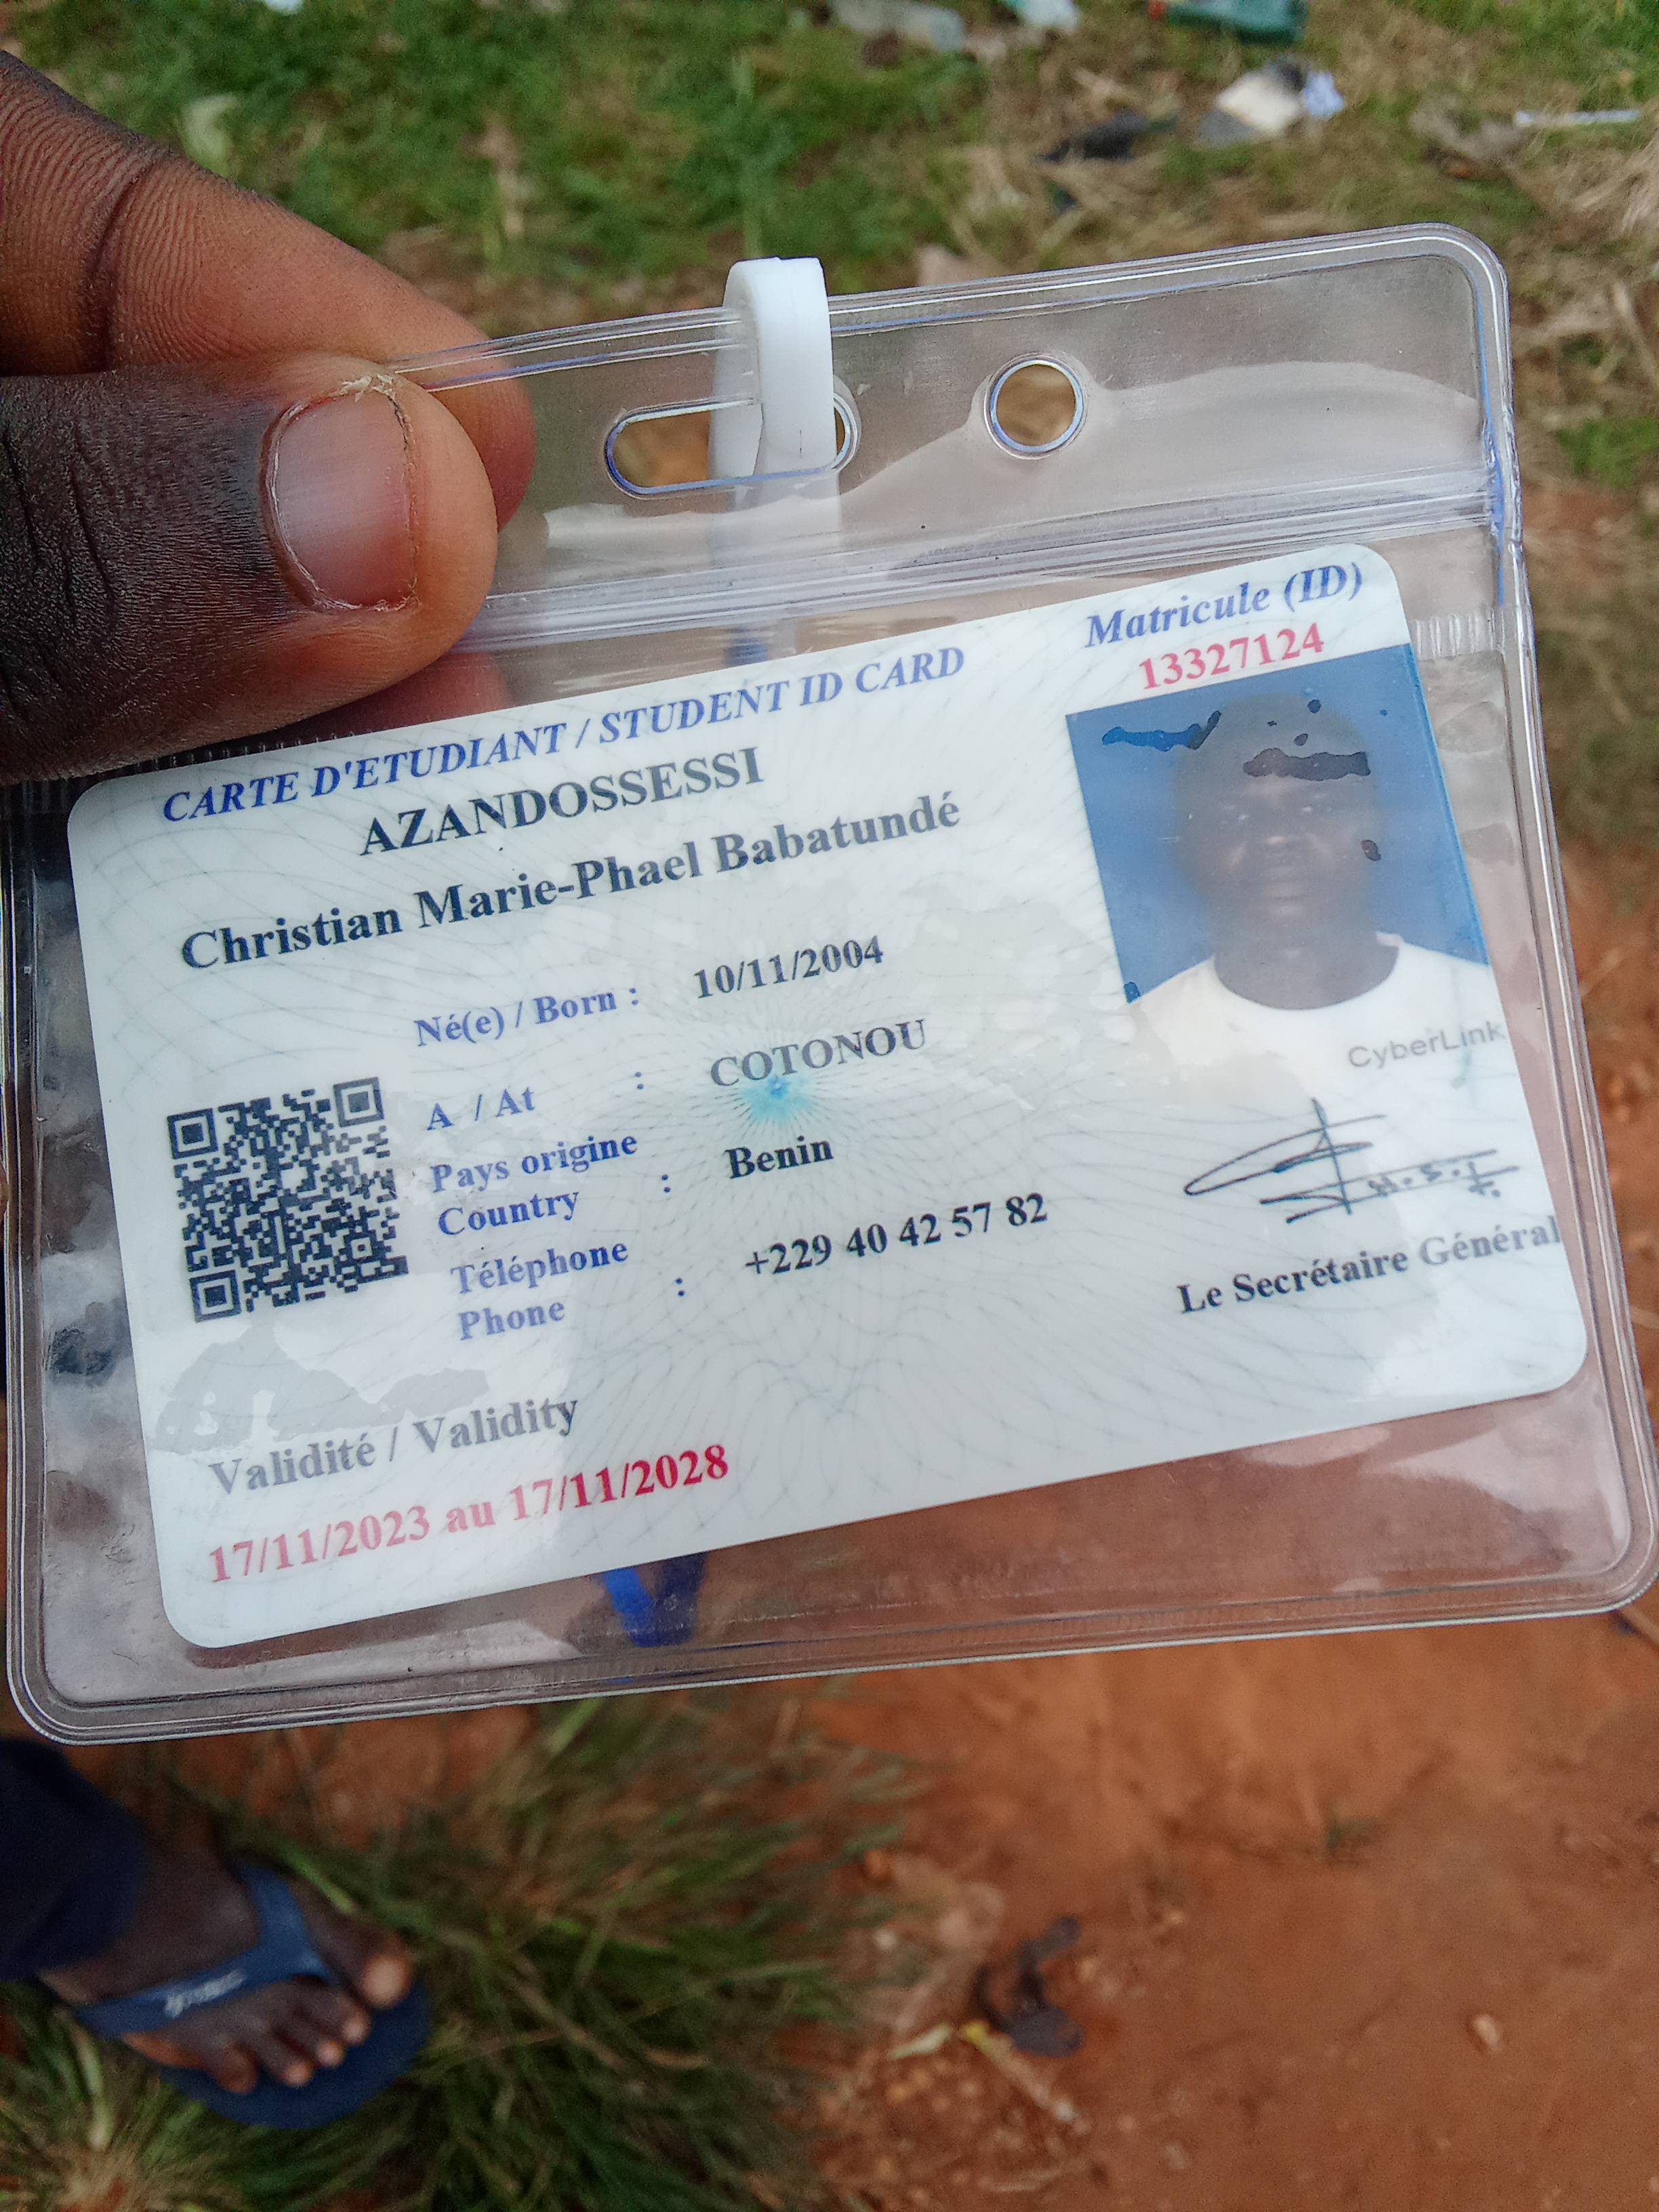 CARTE D'ETUDIANT / STUDENT ID CARD
Matricule (ID)
13327124
AZANDOSSESSI
Christian Marie-Phael Babatundé
Né(e) / Born : 10/11/2004
A / At : COTONOU
Pays origine
Country : Benin
Téléphone
Phone : +229 40 42 57 82
CyberLink
Le Secrétaire Général
Validité / Validity
17/11/2023 au 17/11/2028